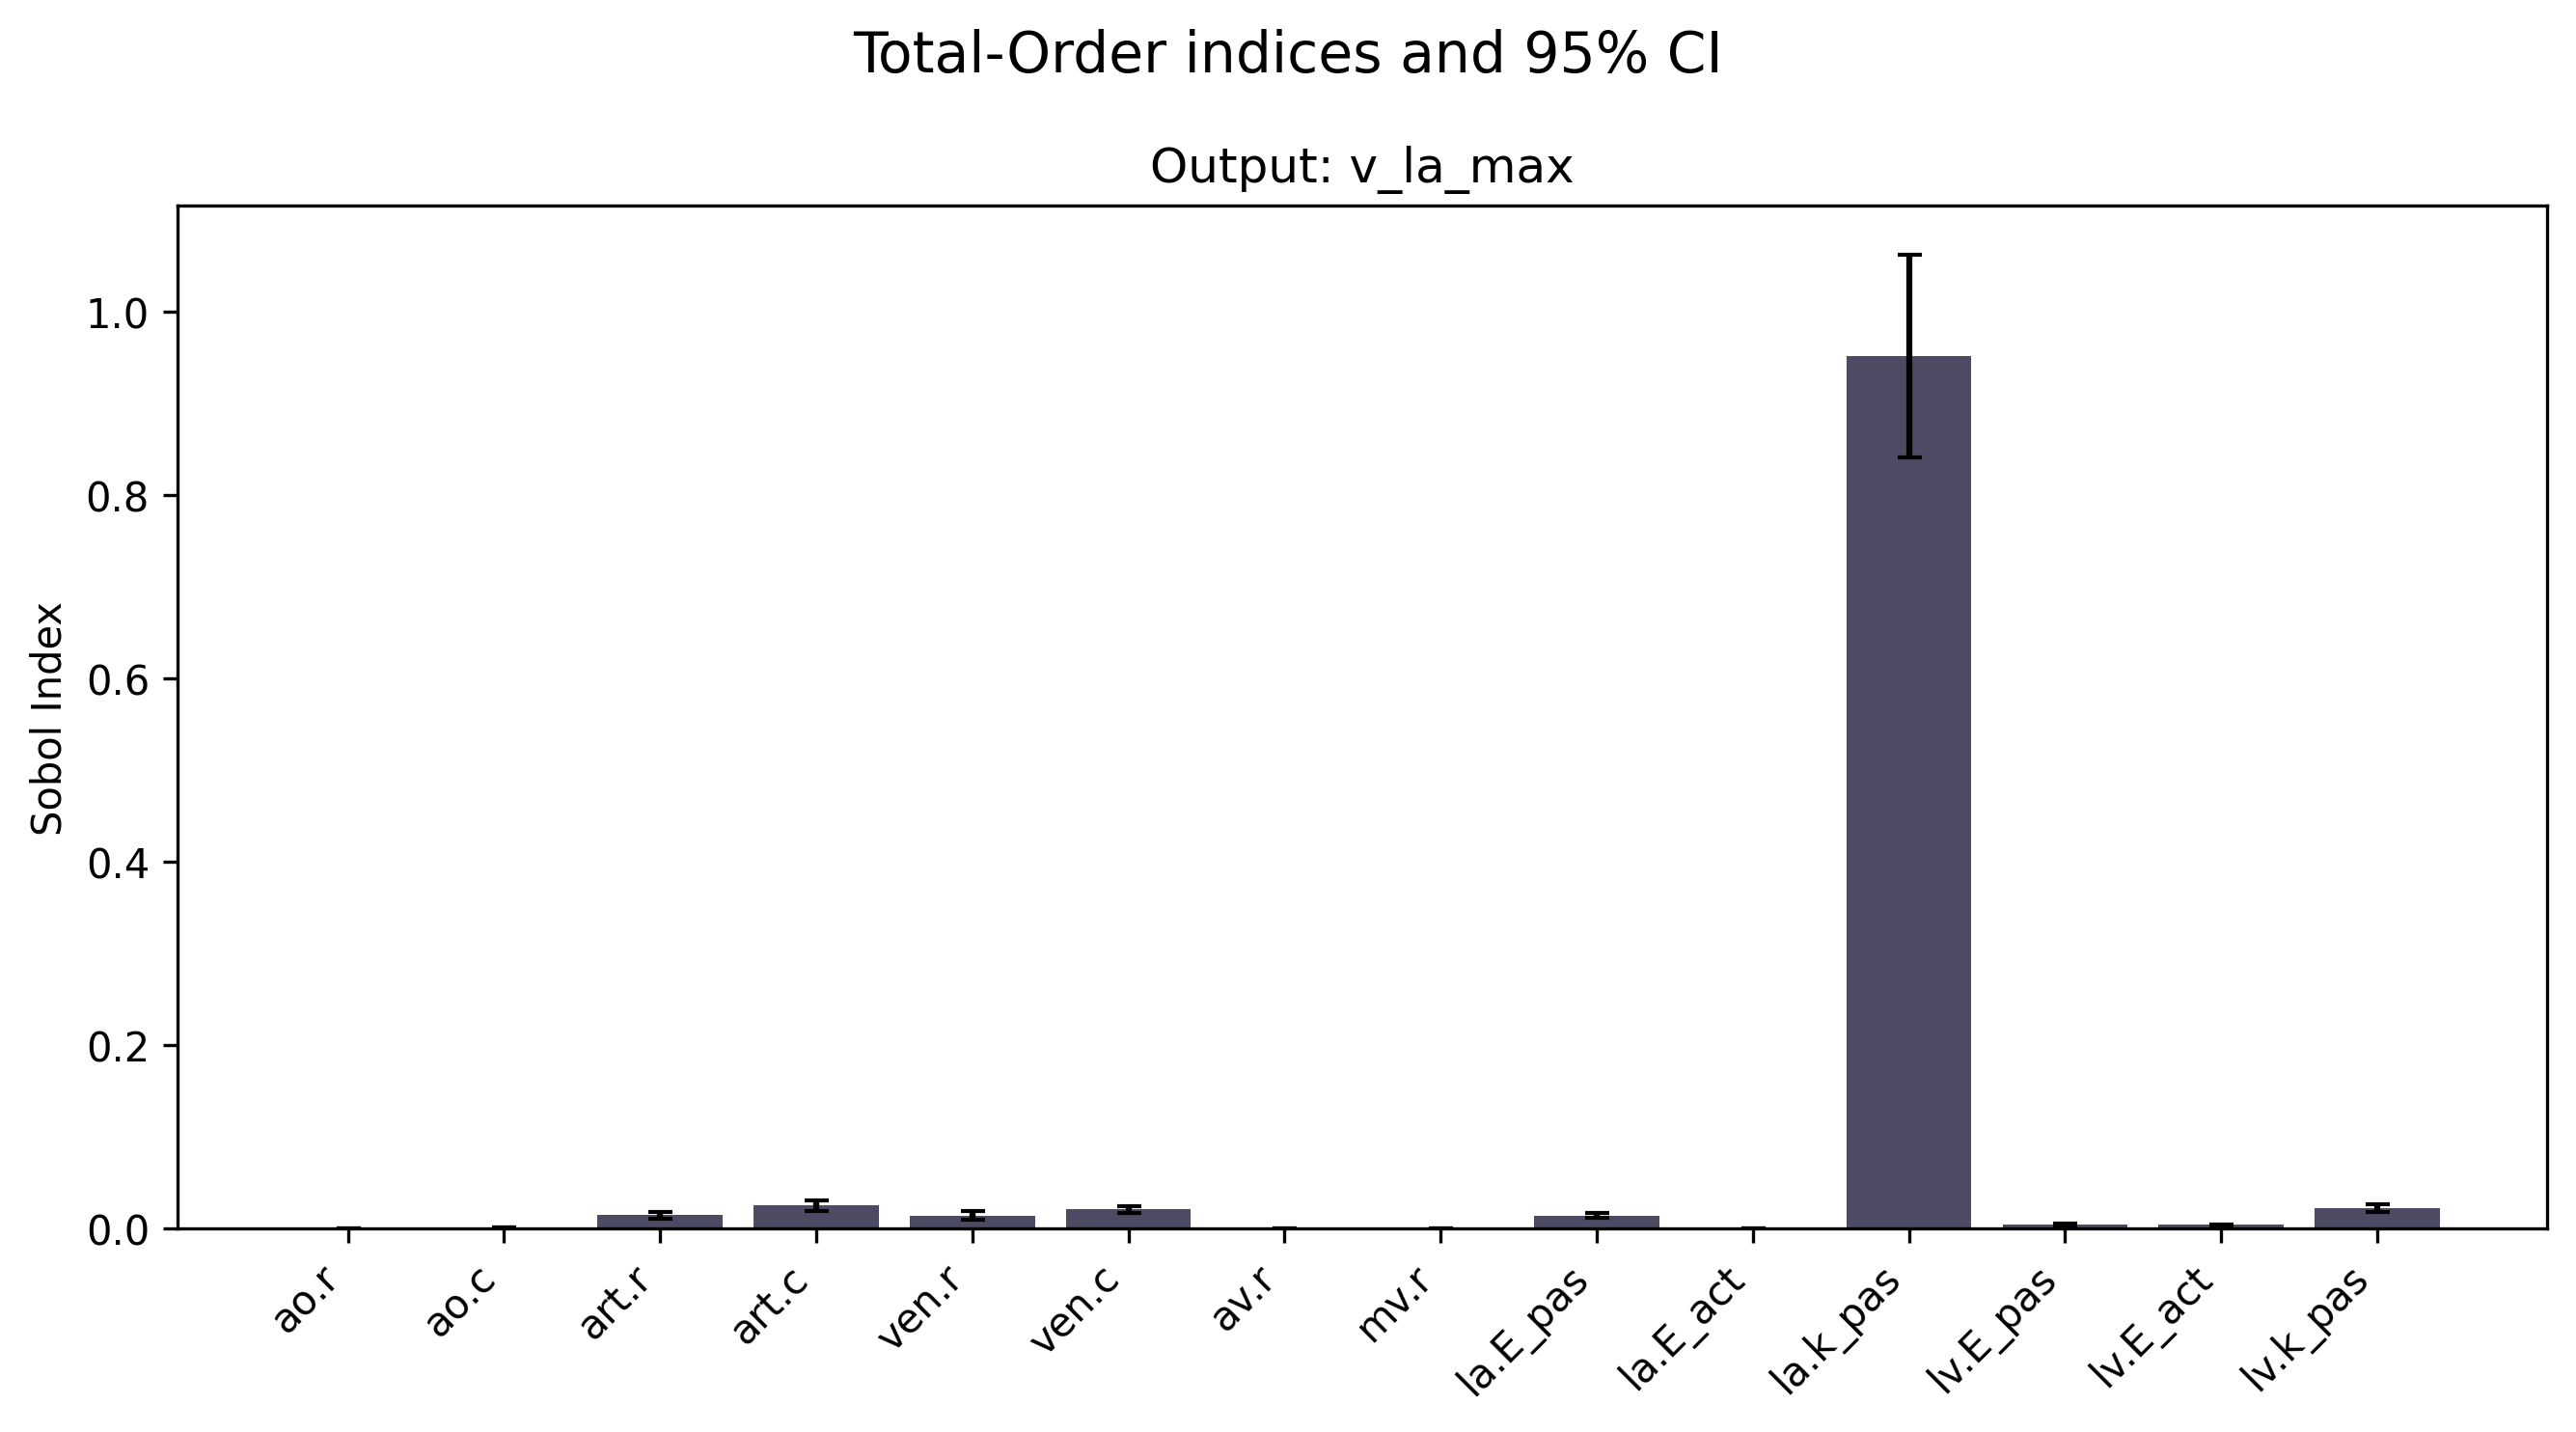 Total-Order indices and 95% CI
Output: v_la_max
Sobol Index
1.0
0.8
0.6
0.4
0.2
0.0
ao.r
ao.c
art.r
art.c
ven.r
ven.c
av.r
mv.r
la.E_pas
la.E_act
la.k_pas
lv.E_pas
lv.E_act
lv.k_pas